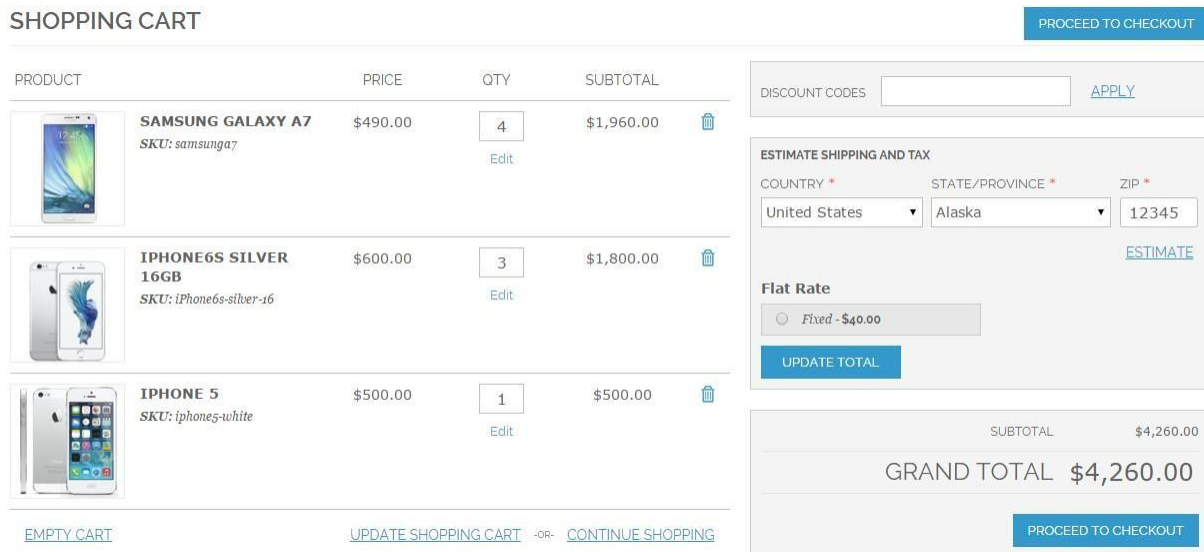 SHOPPING CART
PROCEED TO CHECKOUT
PRODUCT PRICE QTY SUBTOTAL
SAMSUNG GALAXY A7 $490.00 4 $1,960.00
SKU: samsunga7
Edit
IPHONE6S SILVER 16GB $600.00 3 $1,800.00
SKU: iPhone6s-silver-16
Edit
IPHONE 5 $500.00 1 $500.00
SKU: iphone5-white
Edit
EMPTY CART UPDATE SHOPPING CART -OR- CONTINUE SHOPPING
DISCOUNT CODES APPLY
ESTIMATE SHIPPING AND TAX
COUNTRY * STATE/PROVINCE * ZIP *
United States Alaska 12345
ESTIMATE
Flat Rate
Fixed - $40.00
UPDATE TOTAL
SUBTOTAL $4,260.00
GRAND TOTAL $4,260.00
PROCEED TO CHECKOUT